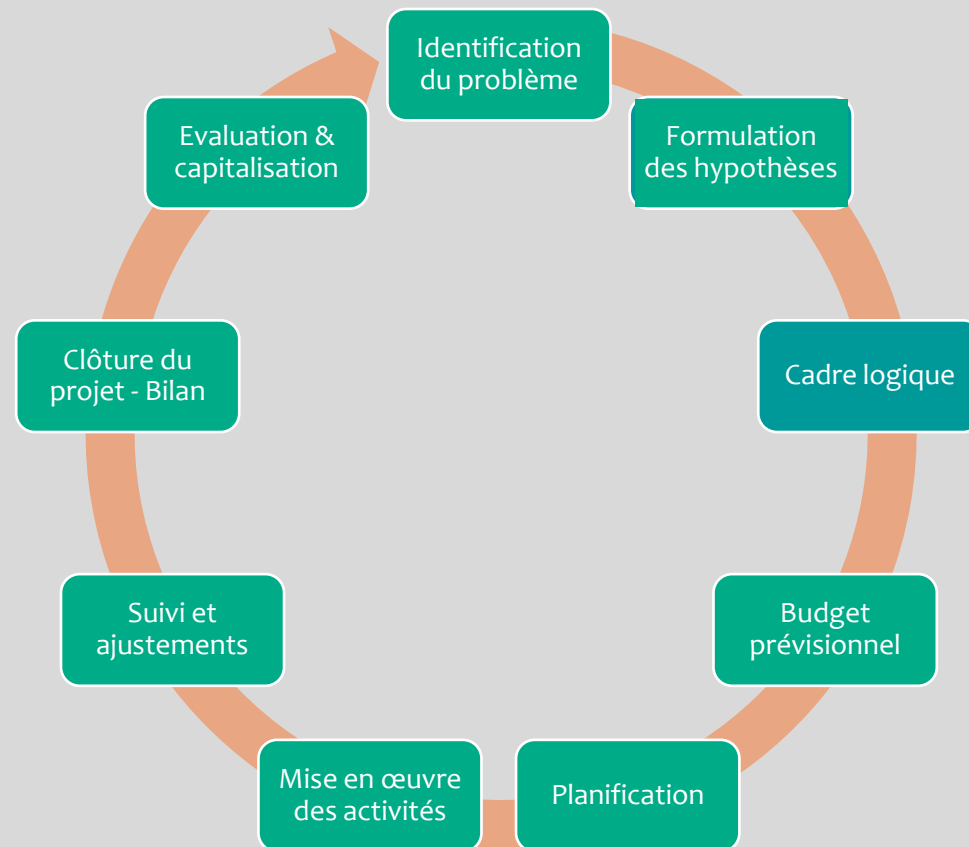 Identification
du problème
Formulation
des hypothèses
Cadre logique
Budget
prévisionnel
Planification
Mise en œuvre
des activités
Suivi et
ajustements
Clôture du
projet - Bilan
Evaluation &
capitalisation